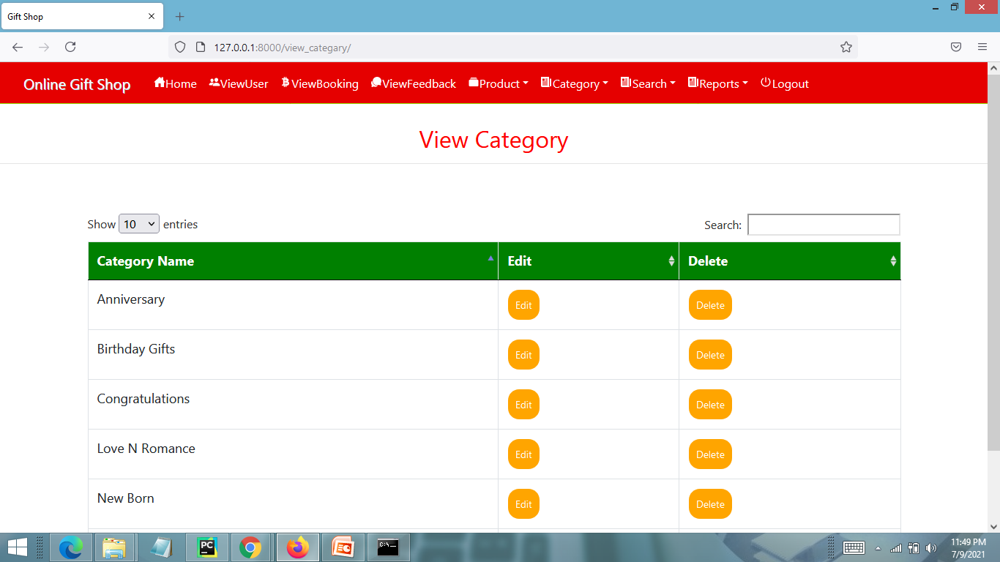 Gift Shop
127.0.0.1:8000/view_categary/
Online Gift Shop Home ViewUser ViewBooking ViewFeedback Product Category Search Reports Logout
View Category
Show 10 entries Search:
Category Name Edit Delete
Anniversary Edit Delete
Birthday Gifts Edit Delete
Congratulations Edit Delete
Love N Romance Edit Delete
New Born Edit Delete
PC
C:\_
11:49 PM
7/9/2021